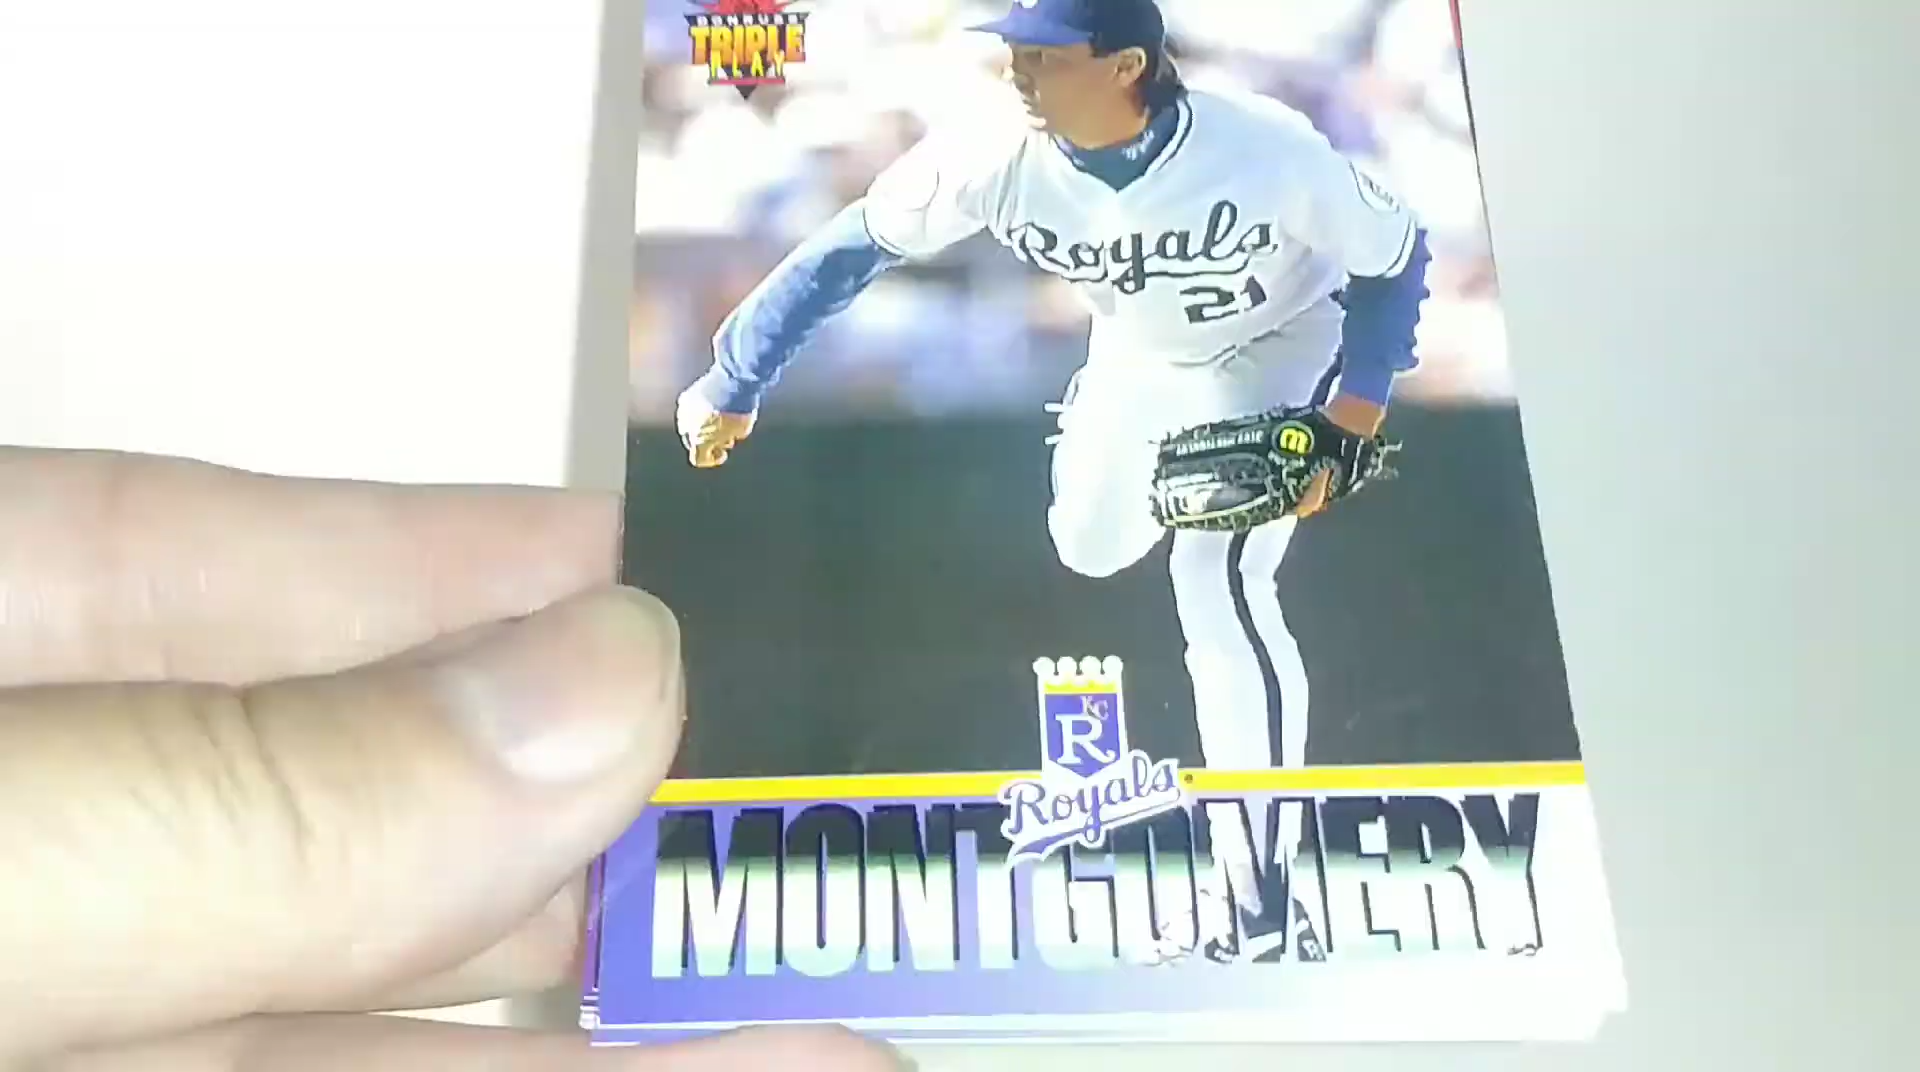 DONRUSS
TRIPLE
PLAY
Royals
21
KC
R
Royals
MONTGOMERY